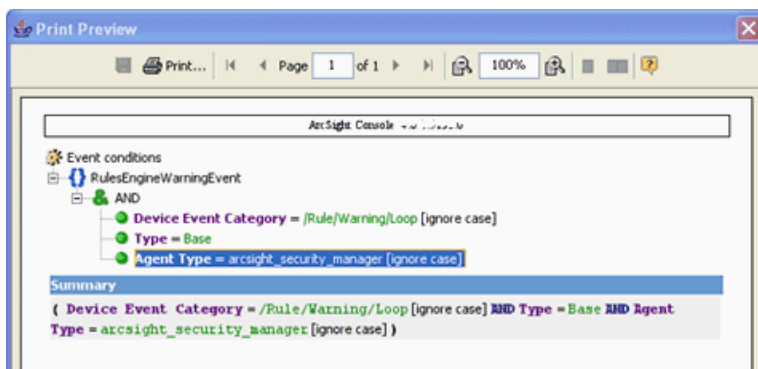 Print Preview
Print... Page 1 of 1 100%
ArcSight Console
Event conditions
RulesEngineWarningEvent
AND
Device Event Category = /Rule/Warning/Loop [ignore case]
Type = Base
Agent Type = arcsight_security_manager [ignore case]
Summary
( Device Event Category = /Rule/Warning/Loop [ignore case] AND Type = Base AND Agent
Type = arcsight_security_manager [ignore case] )